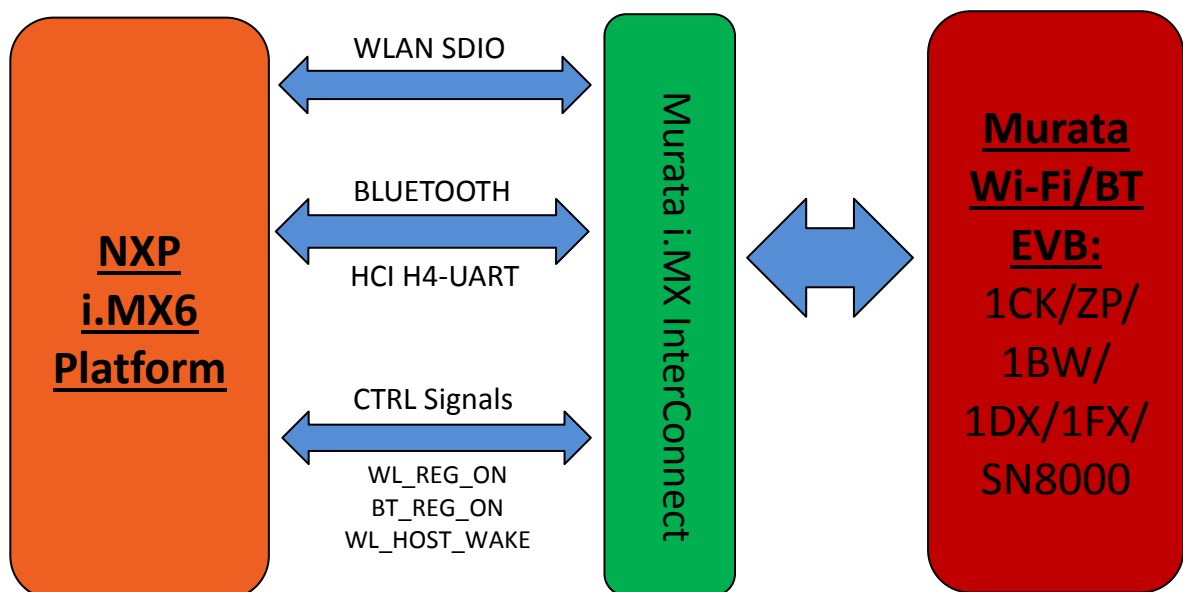 NXP
i.MX6
Platform
WLAN SDIO
BLUETOOTH
HCI H4-UART
CTRL Signals
WL_REG_ON
BT_REG_ON
WL_HOST_WAKE
Murata i.MX InterConnect
Murata
Wi-Fi/BT
EVB:
1CK/ZP/
1BW/
1DX/1FX/
SN8000